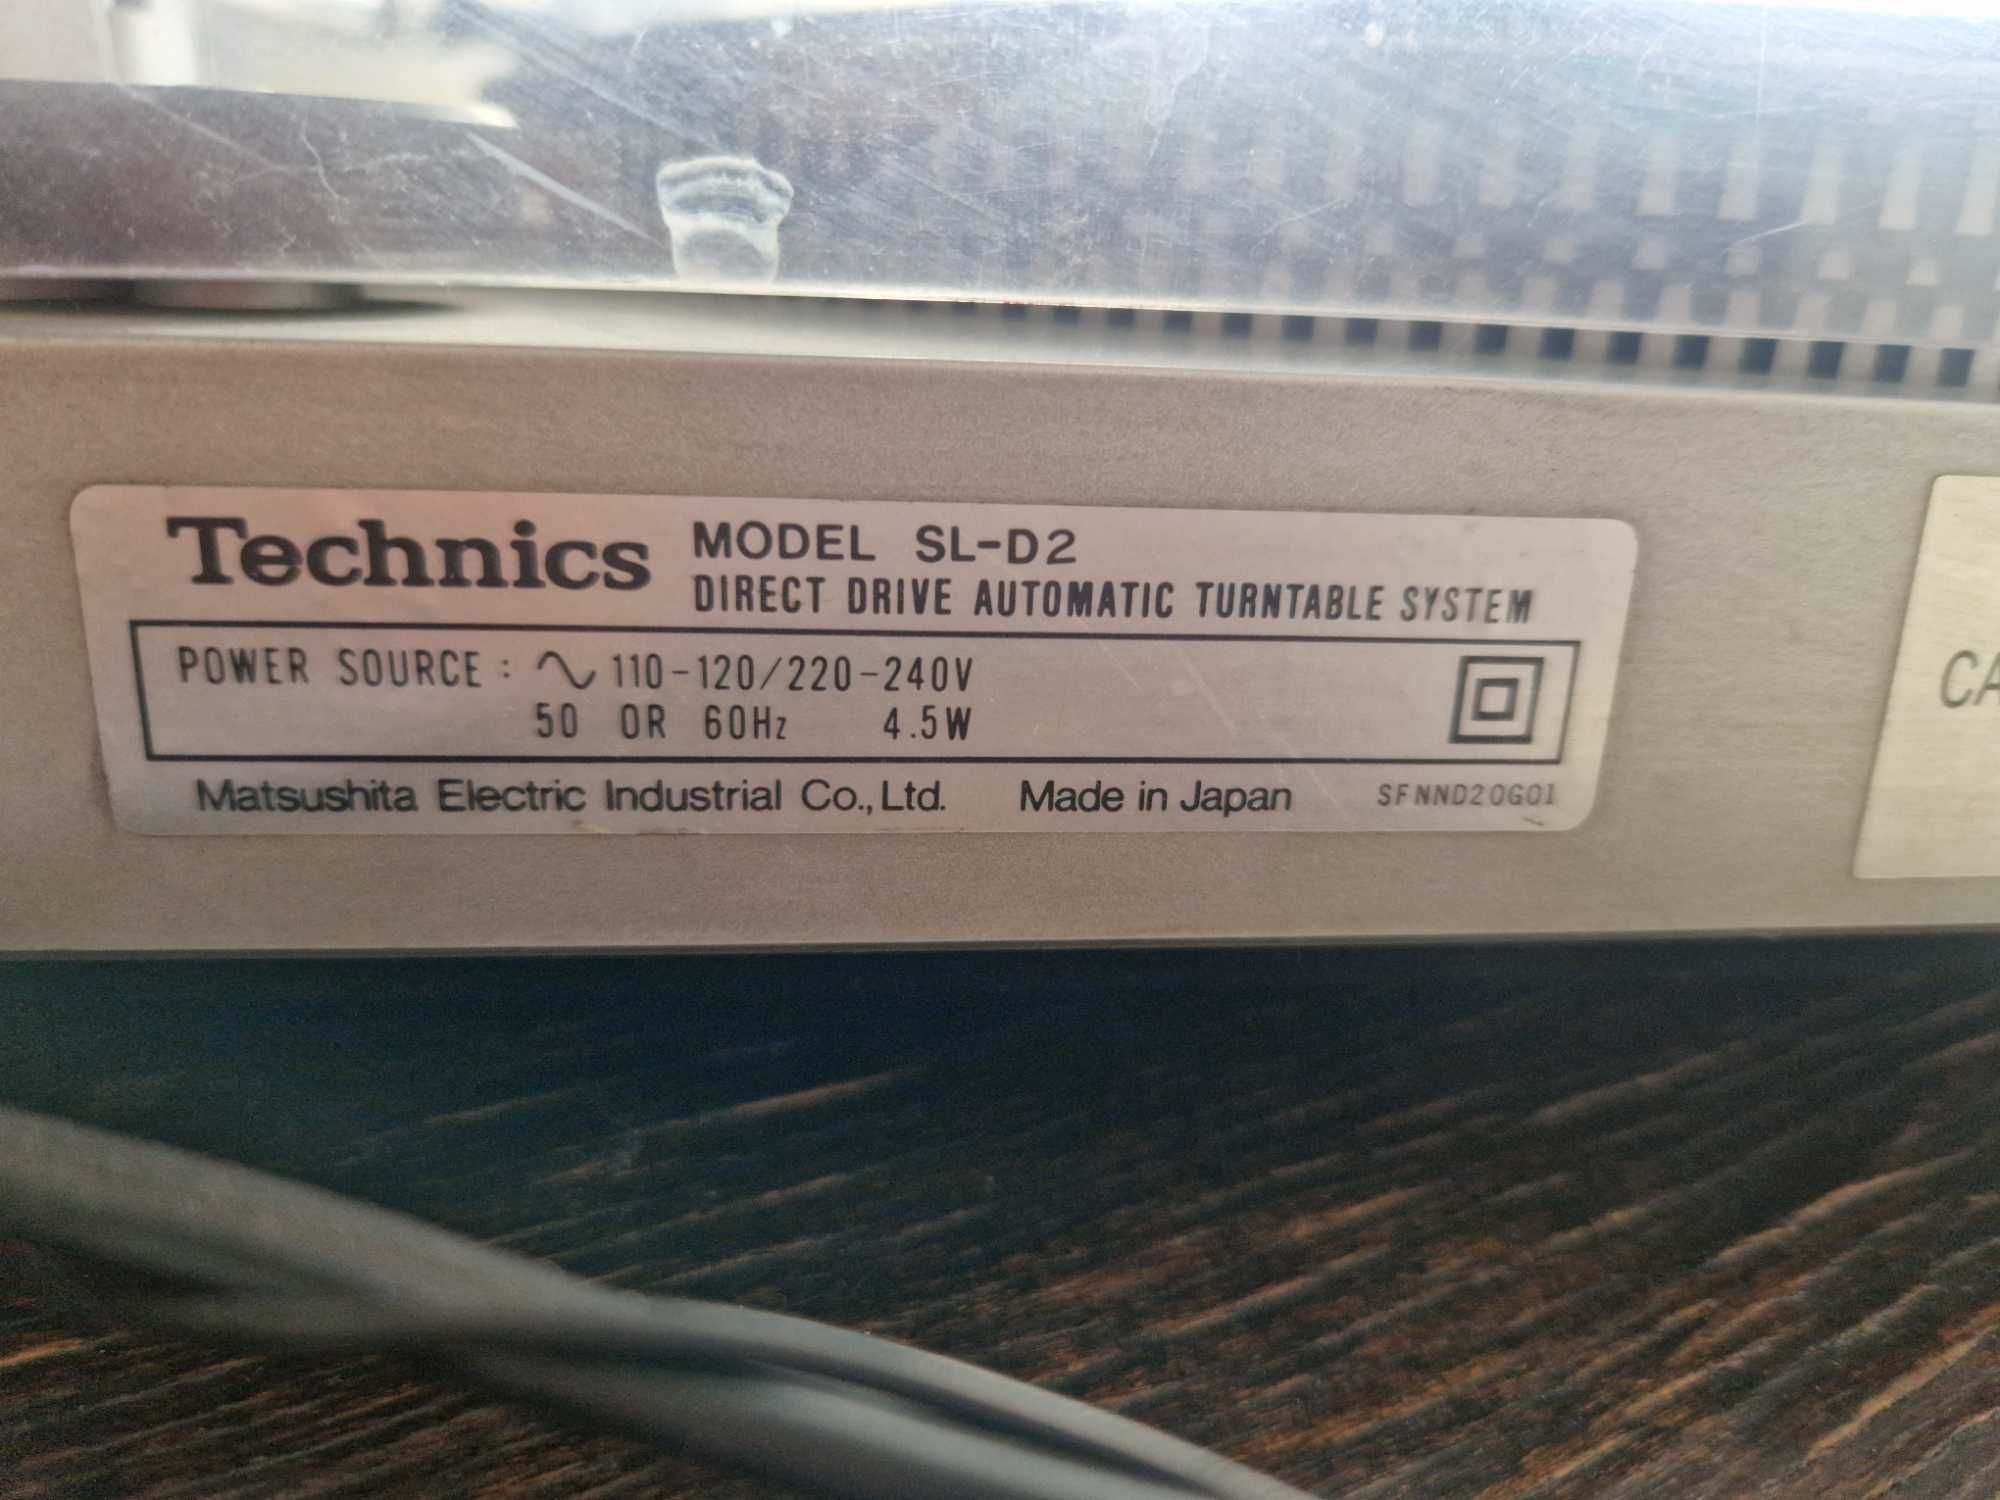 Technics MODEL SL-D2
DIRECT DRIVE AUTOMATIC TURNTABLE SYSTEM
POWER SOURCE : ∿ 110-120/220-240V
50 OR 60Hz 4.5W
Matsushita Electric Industrial Co., Ltd. Made in Japan SFNND20G01
CA